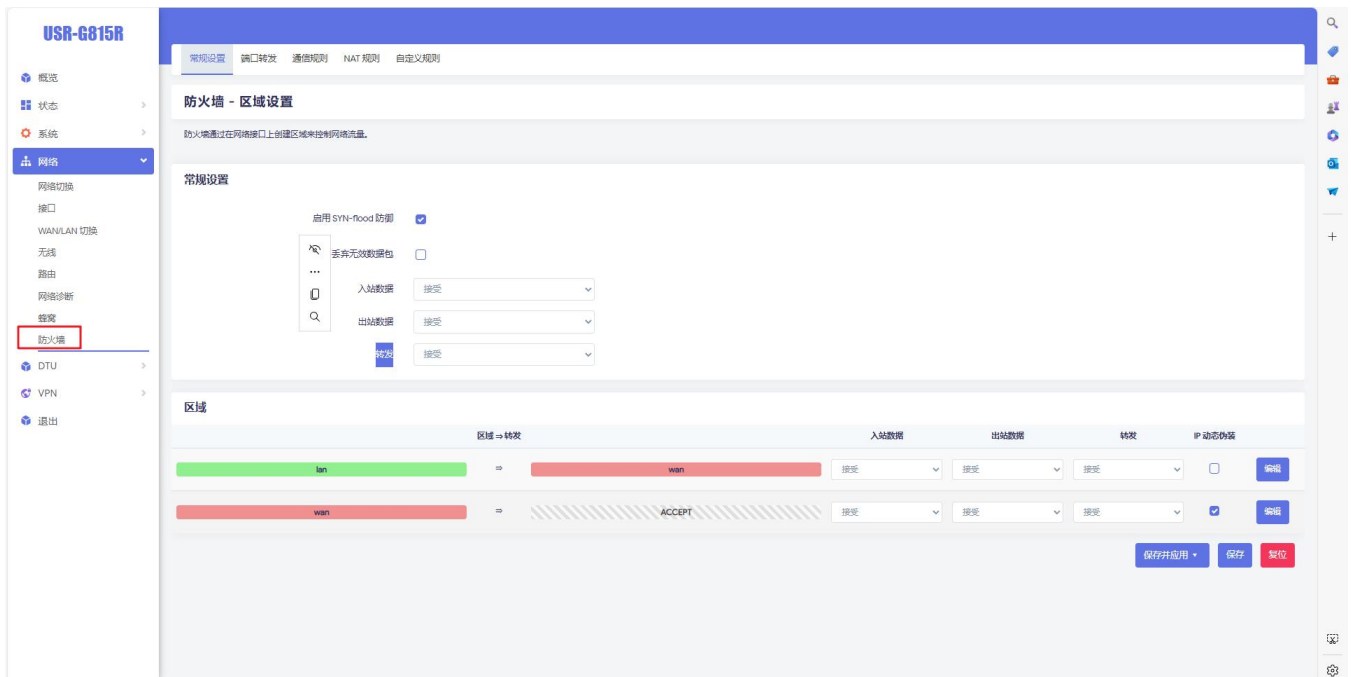 USR-G815R
常规设置 端口转发 通信规则 NAT 规则 自定义规则
概览
状态
系统
网络
网络切换
接口
WAN/LAN 切换
无线
路由
网络诊断
蜂窝
防火墙
DTU
VPN
退出
防火墙 - 区域设置
防火墙通过在网络接口上创建区域来控制网络流量。
常规设置
启用 SYN-flood 防御
丢弃无效数据包
入站数据 接受
出站数据 接受
转发 接受
区域
区域 ⇒ 转发 入站数据 出站数据 转发 IP 动态伪装
lan ⇒ wan 接受 接受 接受 编辑
wan ⇒ ACCEPT 接受 接受 接受 编辑
保存并应用 保存 复位